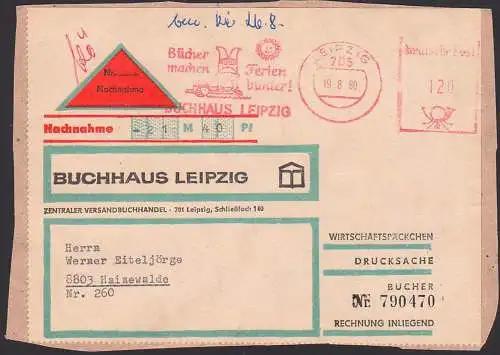 Bücher
machen Ferien
bunter!
BUCHHAUS LEIPZIG
LEIPZIG
705
19.8.80
Deutsche Post
120
Nachnahme
Nachnahme 21 M 40 Pf
BUCHHAUS LEIPZIG
ZENTRALER VERSANDBUCHHANDEL - 701 Leipzig, Schließfach 140
Herrn
Werner Eiteljörge
8803 Hainewalde
Nr. 260
WIRTSCHAFTSPÄCKCHEN
DRUCKSACHE
BÜCHER
№ 790470
RECHNUNG INLIEGEND